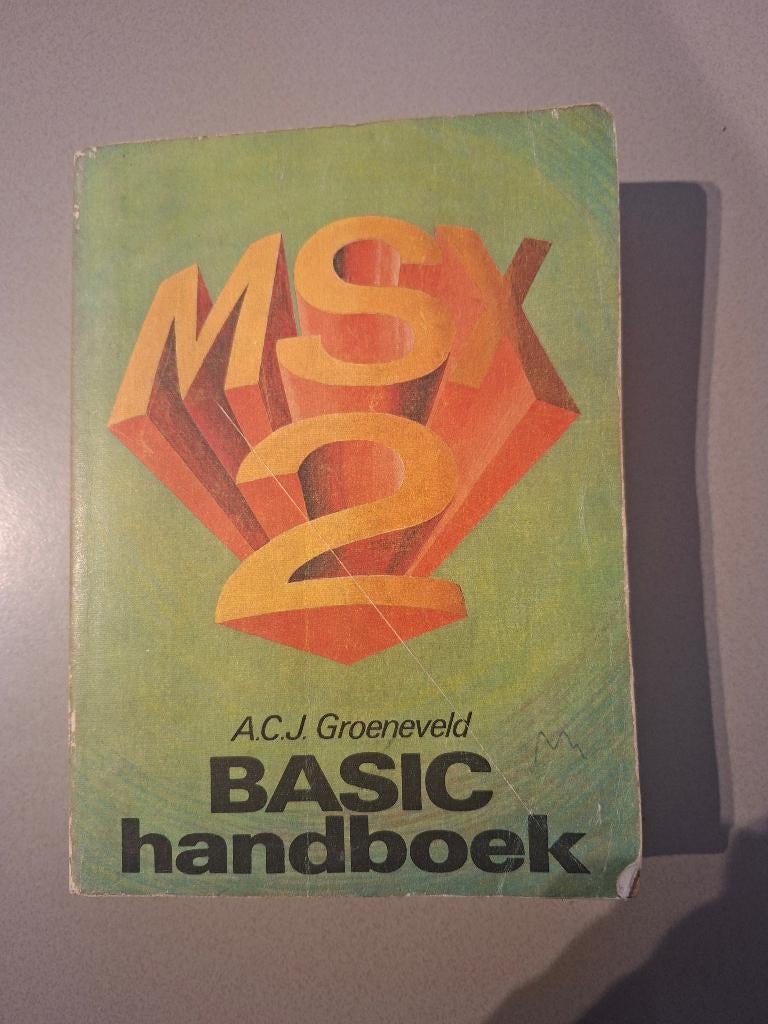 MSX
2
A.C.J. Groeneveld
BASIC
handboek